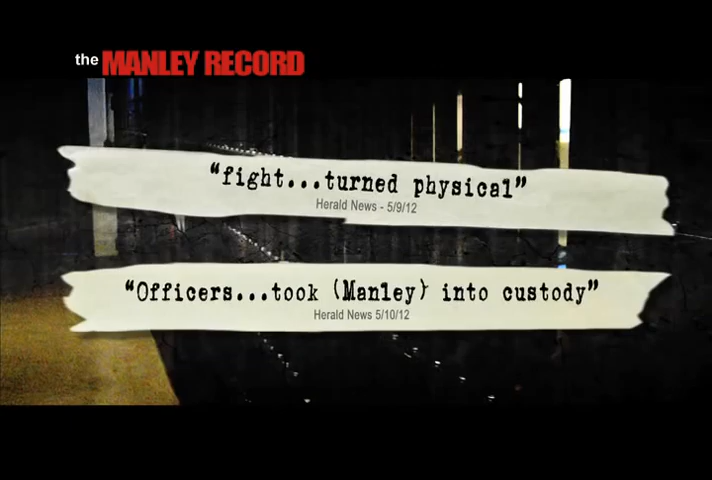 the MANLEY RECORD
“fight...turned physical”
Herald News - 5/9/12
“Officers...took (Manley) into custody”
Herald News 5/10/12